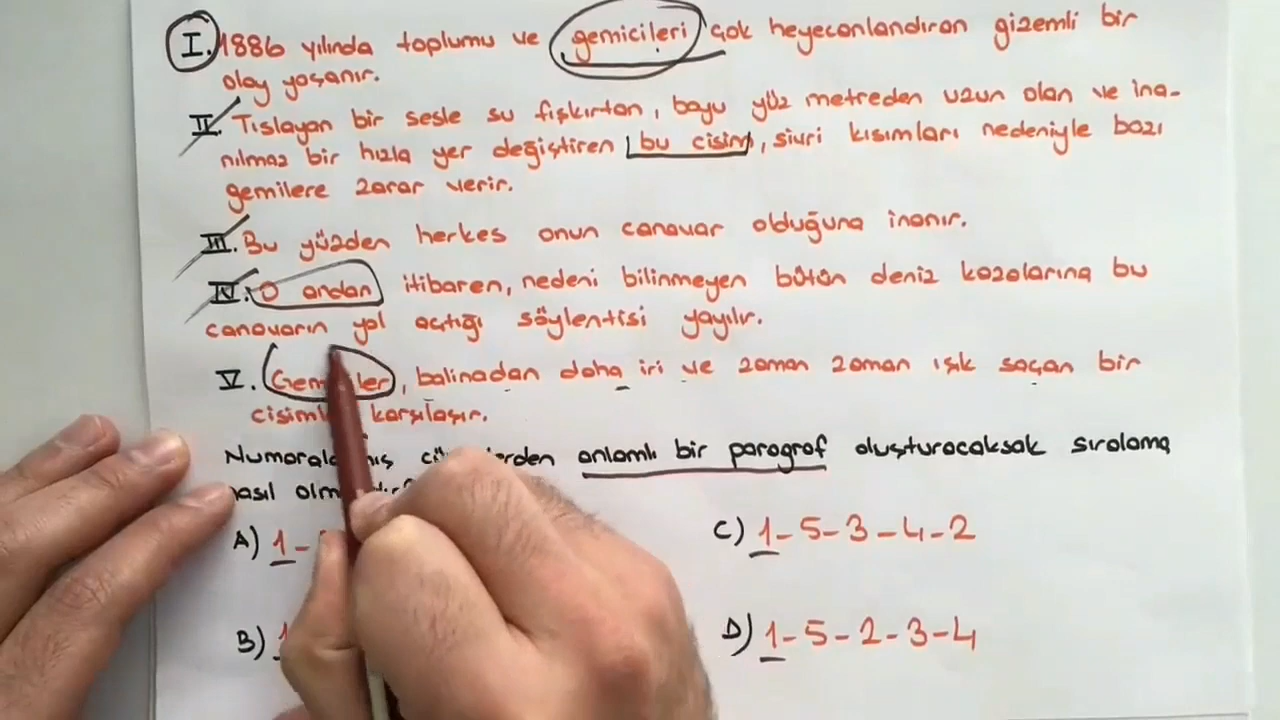 I. 1886 yılında toplumu ve gemicileri çok heyecanlandıran gizemli bir
olay yaşanır.
II. Tıslayan bir sesle su fışkırtan, boyu yüz metreden uzun olan ve ina-
nılmaz bir hızla yer değiştiren bu cisim, sivri kısımları nedeniyle bazı
gemilere zarar verir.
III. Bu yüzden herkes onun canavar olduğuna inanır.
IV. O andan itibaren, nedeni bilinmeyen bütün deniz kazalarına bu
canavarın yol açtığı söylentisi yayılır.
V. , balinadan daha iri ve zaman zaman ışık saçan bir
karşılaşır.
anlamlı bir paragraf oluşturacaksak sıralama
nasıl
A) 1-
C) 1-5-3-4-2
B) 1
D) 1-5-2-3-4